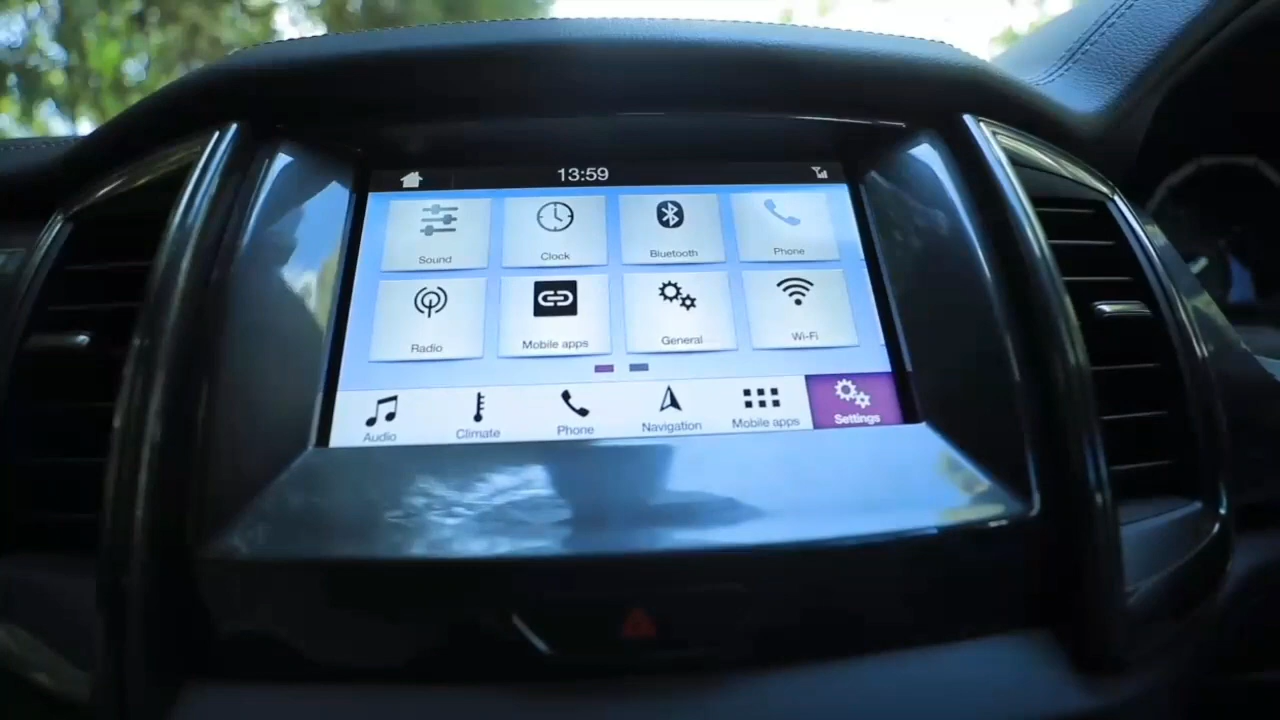 13:59
Sound Clock Bluetooth Phone
Radio Mobile apps General Wi-Fi
Audio Climate Phone Navigation Mobile apps Settings